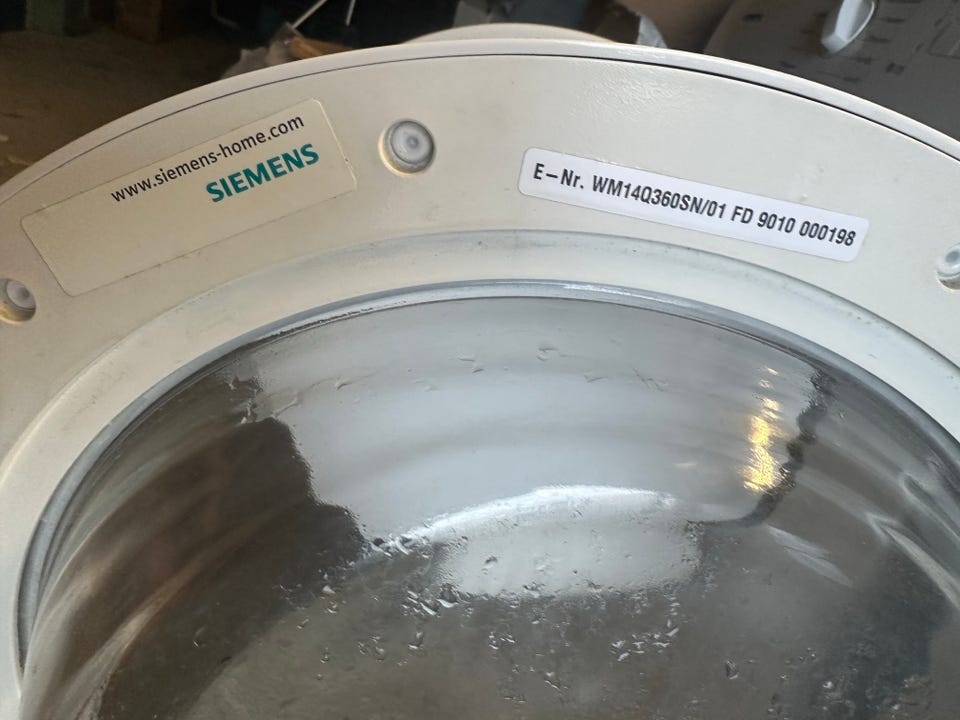 www.siemens-home.com
SIEMENS
E-Nr. WM14Q360SN/01 FD 9010 000198